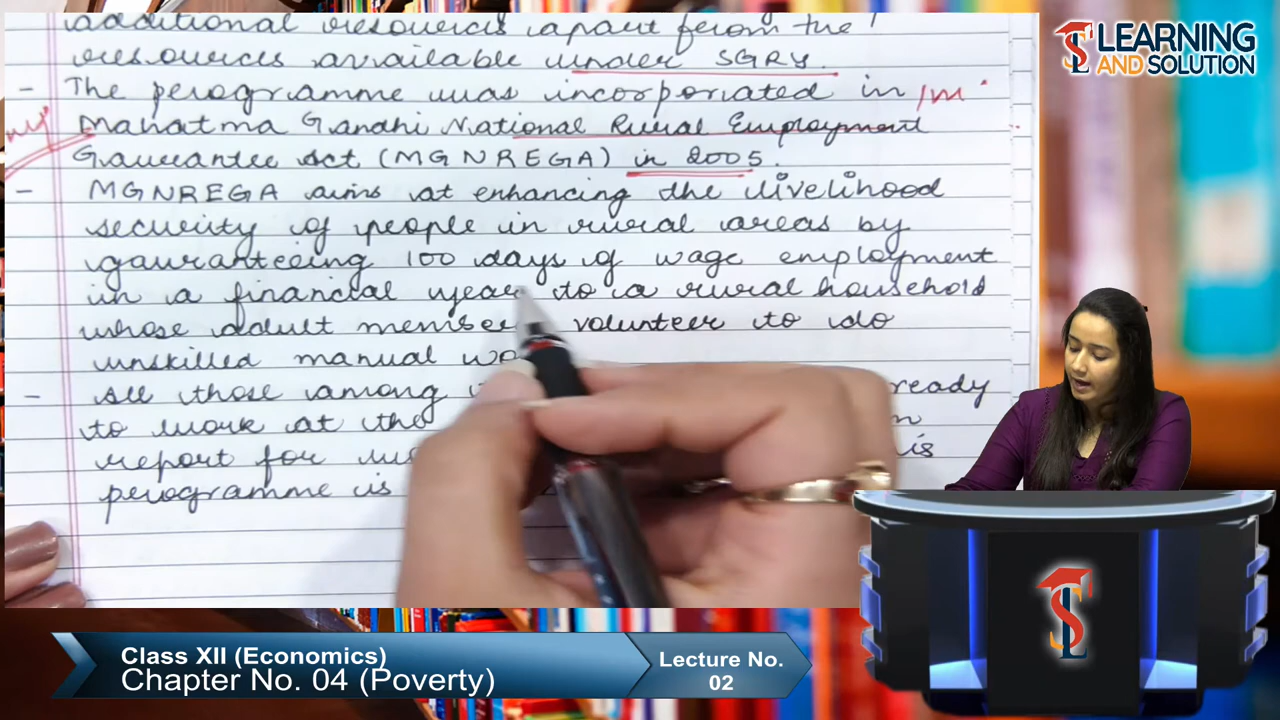 additional resources apart from the
resources available under SGRY.
- The programme was incorporated in
Mahatma Gandhi National Rural Employment
Gaurantee Act (MGNREGA) in 2005.
- MGNREGA aims at enhancing the livelihood
security of people in rural areas by
gauranteeing 100 days of wage employment
in a financial year to a rural household
whose adult member volunteer to do
unskilled manual
- All those among ready
to work at the
report for is
programme is
LEARNING
AND SOLUTION
Class XII (Economics)
Chapter No. 04 (Poverty)
Lecture No.
02